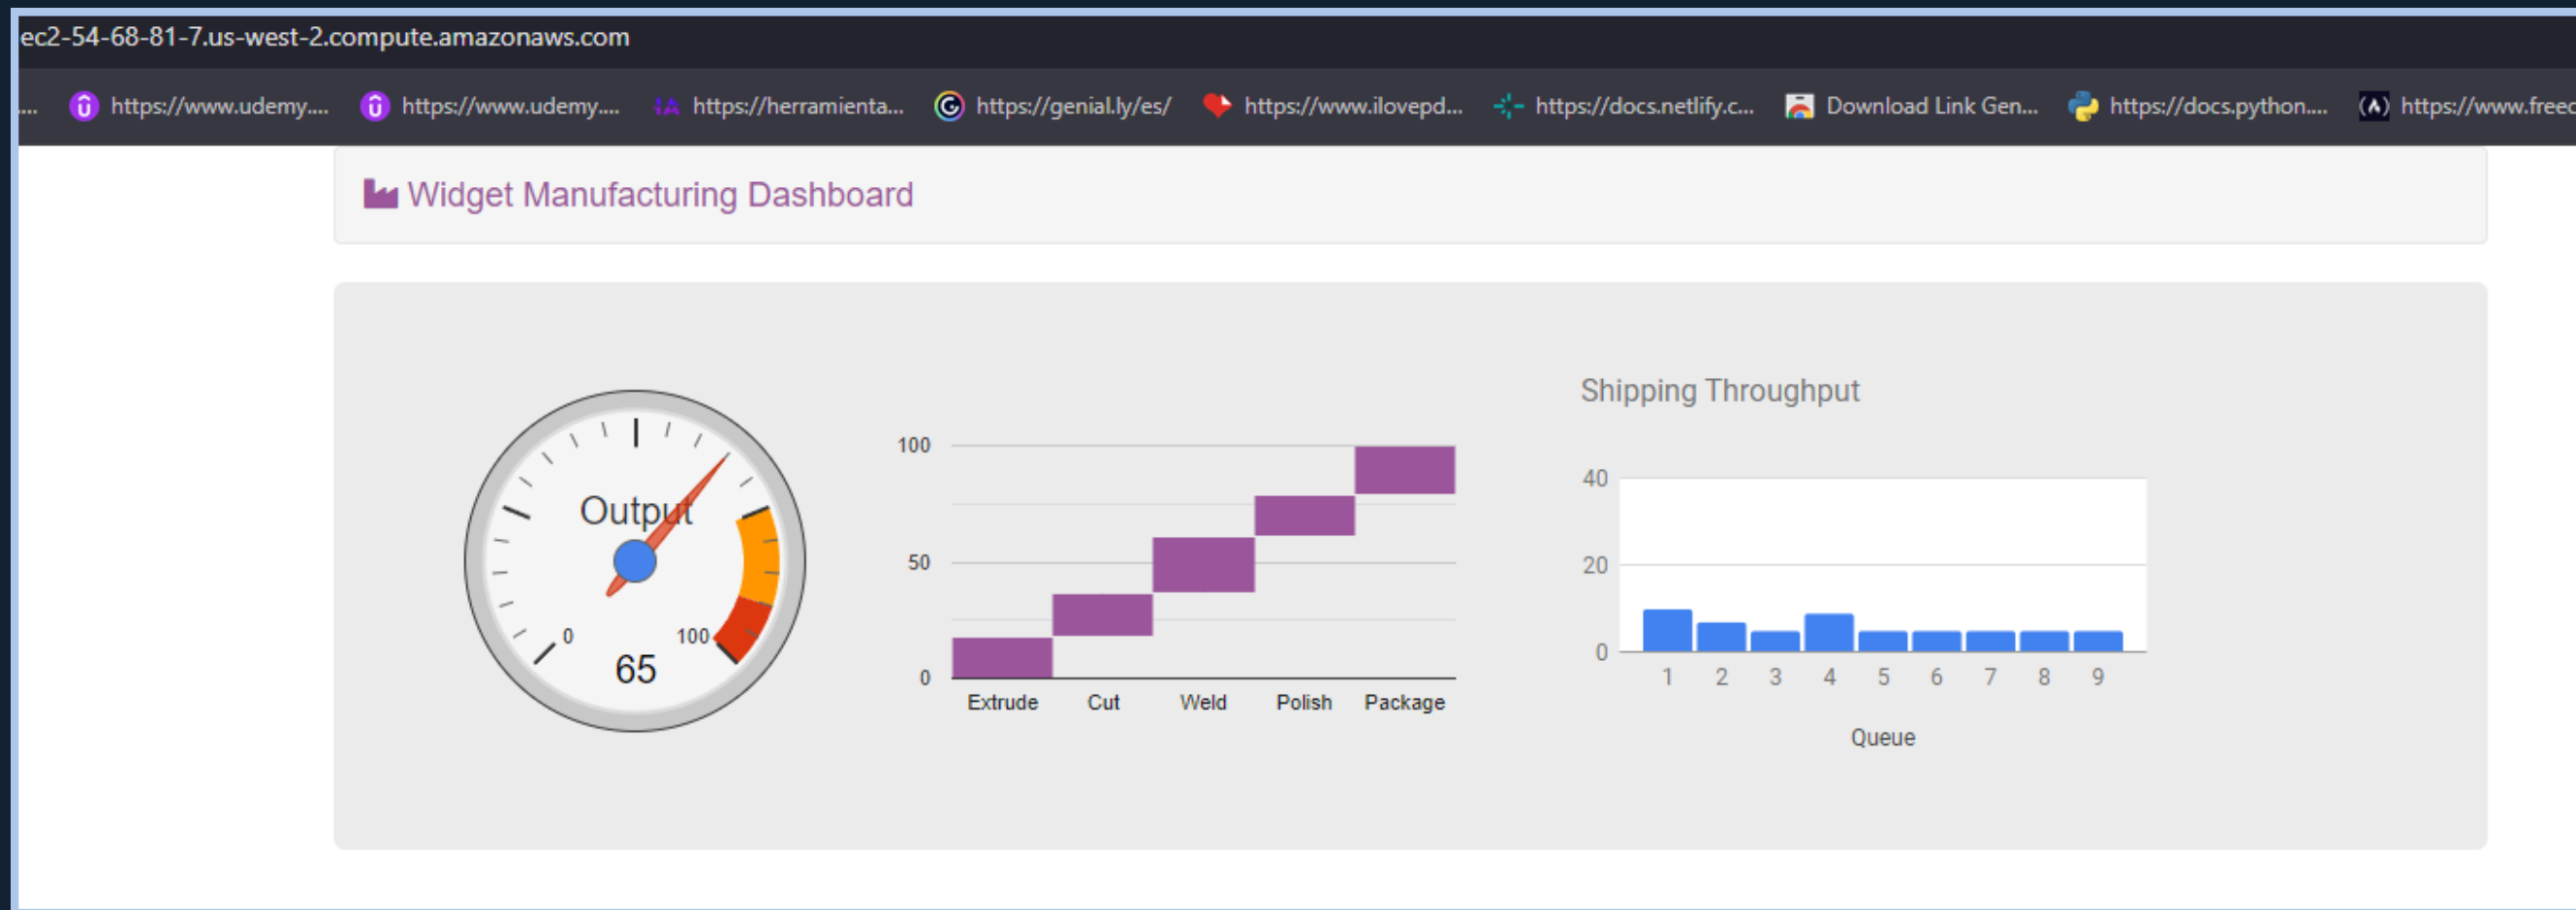 ec2-54-68-81-7.us-west-2.compute.amazonaws.com
.... https://www.udemy.... https://www.udemy.... https://herramienta... https://genial.ly/es/ https://www.ilovepd... https://docs.netlify.c... Download Link Gen... https://docs.python.... (∧) https://www.freec
Widget Manufacturing Dashboard
Output
0 100
65
100
50
0
Extrude Cut Weld Polish Package
Shipping Throughput
40
20
0
1 2 3 4 5 6 7 8 9
Queue